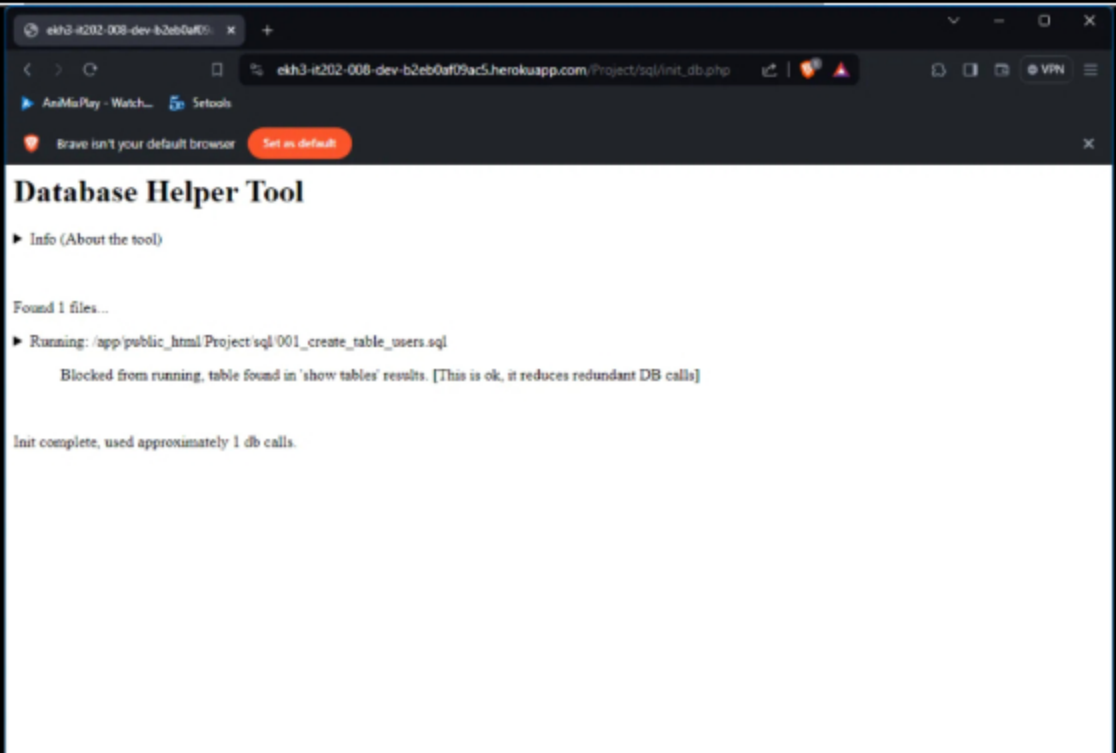 ekh3-it202-008-dev-b2eb0af09
ekh3-it202-008-dev-b2eb0af09ac5.herokuapp.com/Project/sql/init_db.php
VPN
AniMixPlay - Watch...
Setools
Brave isn't your default browser
Set as default
Database Helper Tool
Info (About the tool)
Found 1 files...
Running: /app/public_html/Project/sql/001_create_table_users.sql
Blocked from running, table found in 'show tables' results. [This is ok, it reduces redundant DB calls]
Init complete, used approximately 1 db calls.